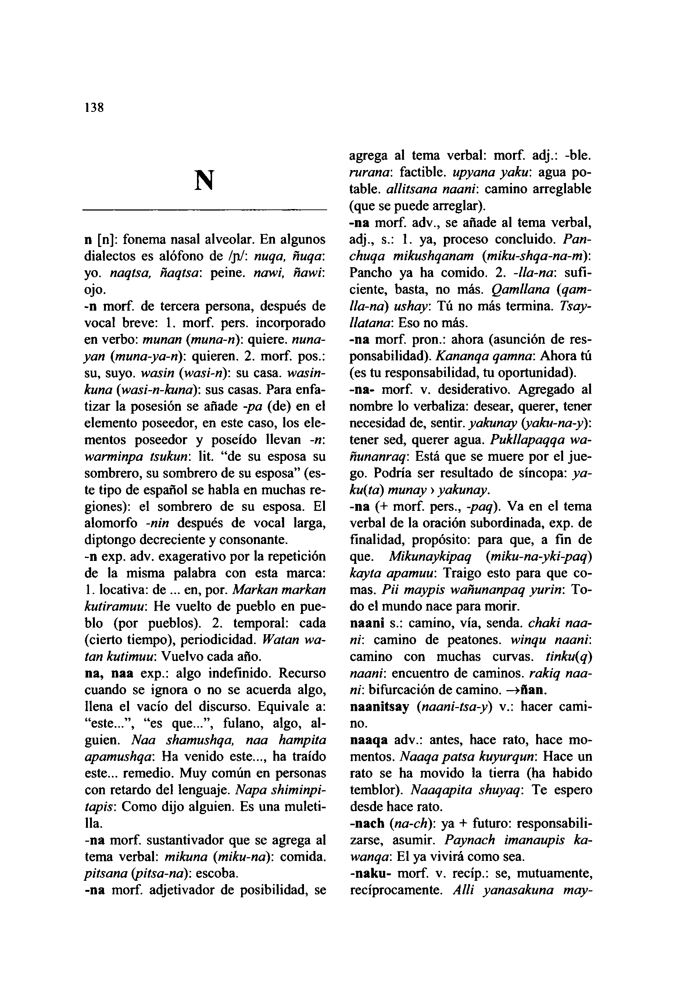 138
N
n [n]: fonema nasal alveolar. En algunos
dialectos es alófono de /ɲ/: nuqa, ñuqa:
yo. naqtsa, ñaqtsa: peine. nawi, ñawi:
ojo.
-n morf. de tercera persona, después de
vocal breve: 1. morf. pers. incorporado
en verbo: munan (muna-n): quiere. nuna-
yan (muna-ya-n): quieren. 2. morf. pos.:
su, suyo. wasin (wasi-n): su casa. wasin-
kuna (wasi-n-kuna): sus casas. Para enfa-
tizar la posesión se añade -pa (de) en el
elemento poseedor, en este caso, los ele-
mentos poseedor y poseído llevan -n:
warminpa tsukun: lit. “de su esposa su
sombrero, su sombrero de su esposa” (es-
te tipo de español se habla en muchas re-
giones): el sombrero de su esposa. El
alomorfo -nin después de vocal larga,
diptongo decreciente y consonante.
-n exp. adv. exagerativo por la repetición
de la misma palabra con esta marca:
1. locativa: de ... en, por. Markan markan
kutiramuu: He vuelto de pueblo en pue-
blo (por pueblos). 2. temporal: cada
(cierto tiempo), periodicidad. Watan wa-
tan kutimuu: Vuelvo cada año.
na, naa exp.: algo indefinido. Recurso
cuando se ignora o no se acuerda algo,
llena el vacío del discurso. Equivale a:
“este...”, “es que...”, fulano, algo, al-
guien. Naa shamushqa, naa hampita
apamushqa: Ha venido este..., ha traído
este... remedio. Muy común en personas
con retardo del lenguaje. Napa shiminpi-
tapis: Como dijo alguien. Es una muleti-
lla.
-na morf. sustantivador que se agrega al
tema verbal: mikuna (miku-na): comida.
pitsana (pitsa-na): escoba.
-na morf. adjetivador de posibilidad, se
agrega al tema verbal: morf. adj.: -ble.
rurana: factible. upyana yaku: agua po-
table. allitsana naani: camino arreglable
(que se puede arreglar).
-na morf. adv., se añade al tema verbal,
adj., s.: 1. ya, proceso concluido. Pan-
chuqa mikushqanam (miku-shqa-na-m):
Pancho ya ha comido. 2. -lla-na: sufi-
ciente, basta, no más. Qamllana (qam-
lla-na) ushay: Tú no más termina. Tsay-
llatana: Eso no más.
-na morf. pron.: ahora (asunción de res-
ponsabilidad). Kananqa qamna: Ahora tú
(es tu responsabilidad, tu oportunidad).
-na- morf. v. desiderativo. Agregado al
nombre lo verbaliza: desear, querer, tener
necesidad de, sentir. yakunay (yaku-na-y):
tener sed, querer agua. Pukllapaqqa wa-
ñunanraq: Está que se muere por el jue-
go. Podría ser resultado de síncopa: ya-
ku(ta) munay › yakunay.
-na (+ morf. pers., -paq). Va en el tema
verbal de la oración subordinada, exp. de
finalidad, propósito: para que, a fin de
que. Mikunaykipaq (miku-na-yki-paq)
kayta apamuu: Traigo esto para que co-
mas. Pii maypis wañunanpaq yurin: To-
do el mundo nace para morir.
naani s.: camino, vía, senda. chaki naa-
ni: camino de peatones. winqu naani:
camino con muchas curvas. tinku(q)
naani: encuentro de caminos. rakiq naa-
ni: bifurcación de camino. →ñan.
naanitsay (naani-tsa-y) v.: hacer cami-
no.
naaqa adv.: antes, hace rato, hace mo-
mentos. Naaqa patsa kuyurqun: Hace un
rato se ha movido la tierra (ha habido
temblor). Naaqapita shuyaq: Te espero
desde hace rato.
-nach (na-ch): ya + futuro: responsabili-
zarse, asumir. Paynach imanaupis ka-
wanqa: El ya vivirá como sea.
-naku- morf. v. recíp.: se, mutuamente,
recíprocamente. Alli yanasakuna may-